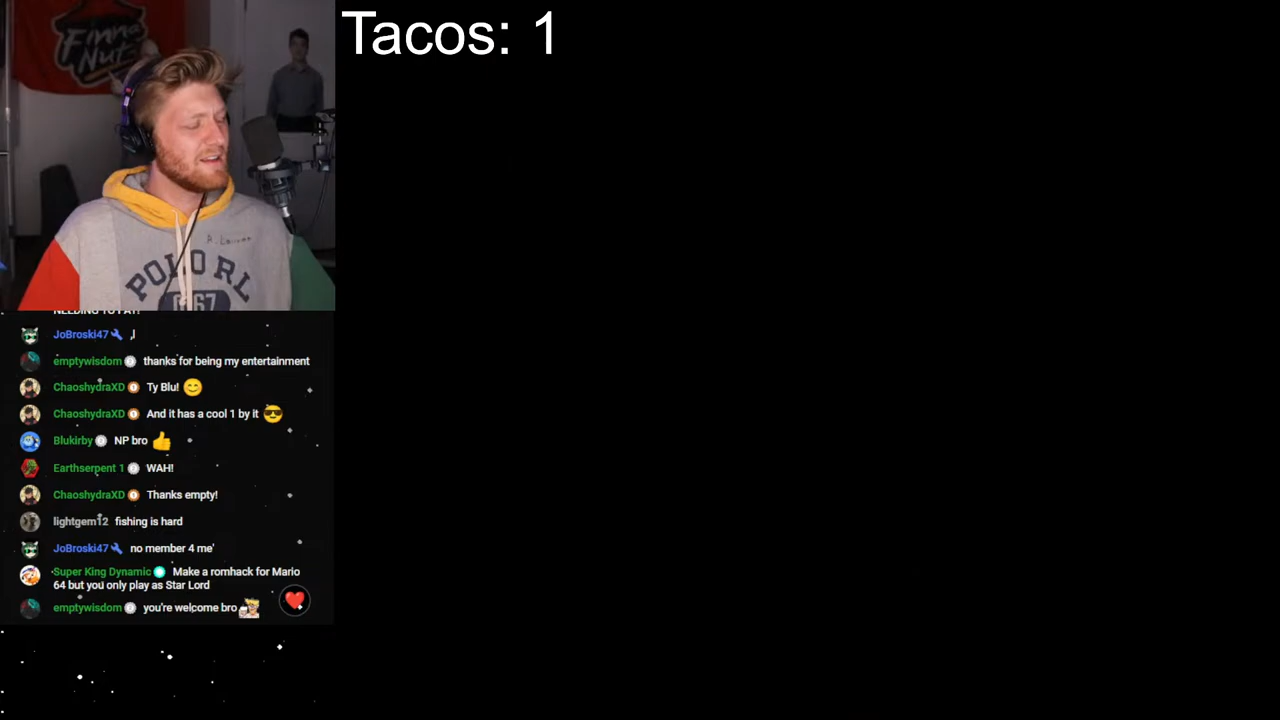 Finna
Nut
Tacos: 1
POLO RL
67
JoBroski47 ,l
emptywisdom thanks for being my entertainment
ChaoshydraXD Ty Blu! 😊
ChaoshydraXD And it has a cool 1 by it 😎
Blukirby NP bro 👍
Earthserpent 1 WAH!
ChaoshydraXD Thanks empty!
lightgem12 fishing is hard
JoBroski47 no member 4 me'
Super King Dynamic Make a romhack for Mario
64 but you only play as Star Lord
emptywisdom you're welcome bro